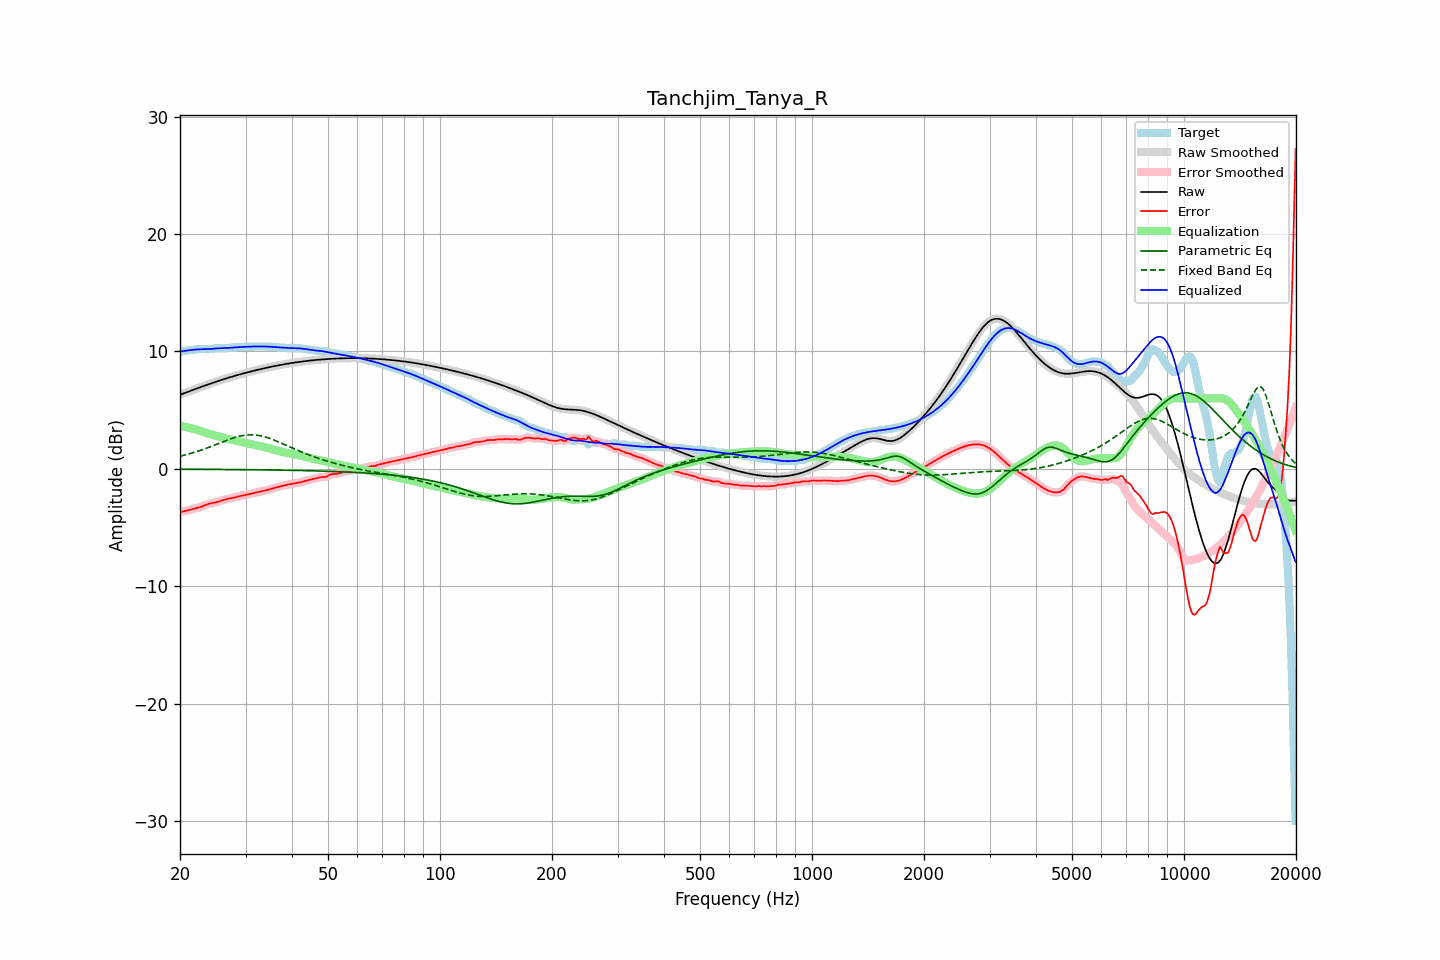 Tanchjim_Tanya_R
Amplitude (dBr)
30
20
10
0
−10
−20
−30
Target
Raw Smoothed
Error Smoothed
Raw
Error
Equalization
Parametric Eq
Fixed Band Eq
Equalized
20 50 100 200 500 1000 2000 5000 10000 20000
Frequency (Hz)